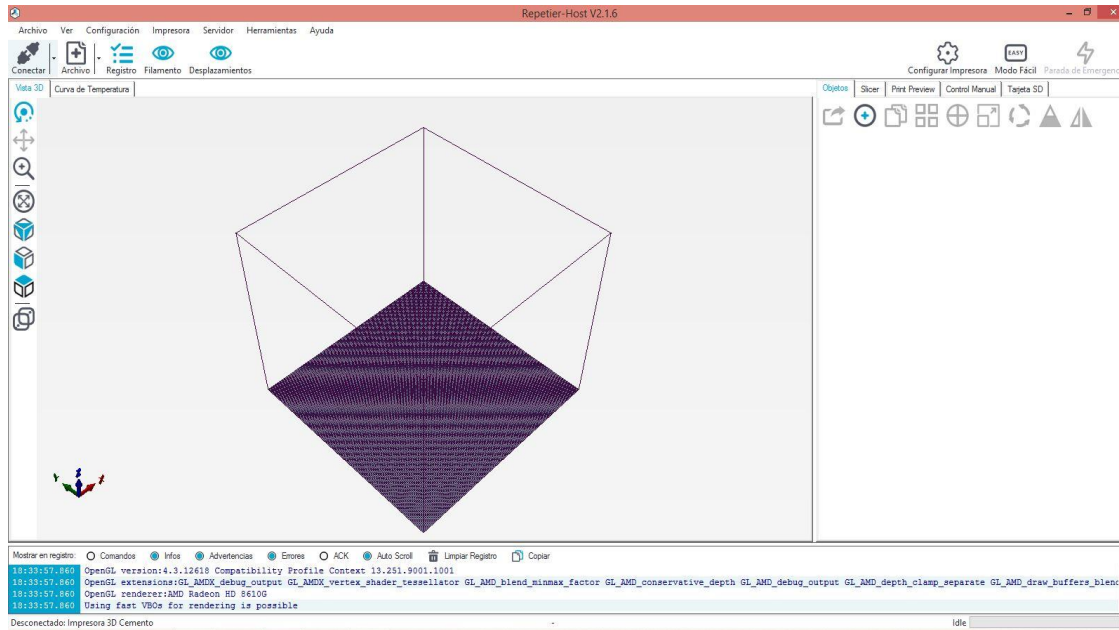 Repetier-Host V2.1.6
Archivo Ver Configuración Impresora Servidor Herramientas Ayuda
EASY
Conectar Archivo Registro Filamento Desplazamientos Configurar Impresora Modo Fácil Parada de Emergenc
Vista 3D Curva de Temperatura Objetos Slicer Print Preview Control Manual Tarjeta SD
Mostrar en registro: Comandos Infos Advertencias Errores ACK Auto Scroll Limpiar Registro Copiar
18:33:57.860 OpenGL version:4.3.12618 Compatibility Profile Context 13.251.9001.1001
18:33:57.860 OpenGL extensions:GL_AMDX_debug_output GL_AMDX_vertex_shader_tessellator GL_AMD_blend_minmax_factor GL_AMD_conservative_depth GL_AMD_debug_output GL_AMD_depth_clamp_separate GL_AMD_draw_buffers_blend
18:33:57.860 OpenGL renderer:AMD Radeon HD 8610G
18:33:57.860 Using fast VBOs for rendering is possible
Desconectado: Impresora 3D Cemento - Idle